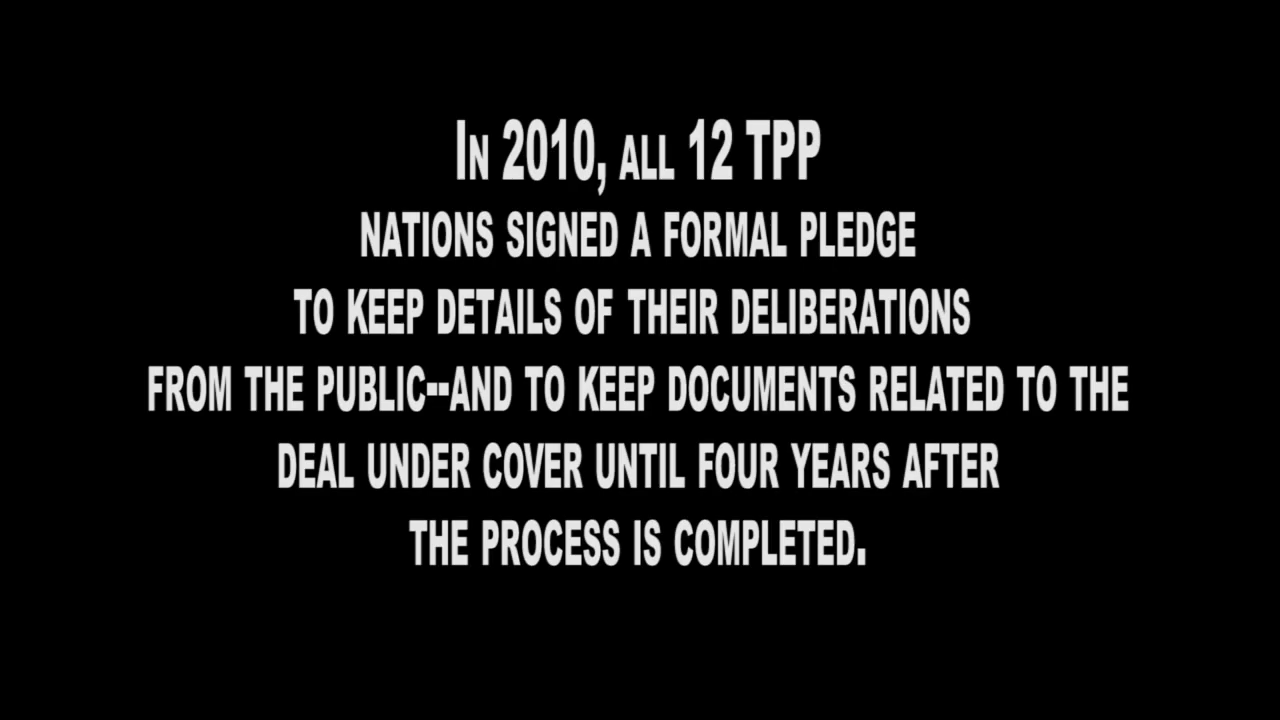 In 2010, all 12 TPP
nations signed a formal pledge
to keep details of their deliberations
from the public--and to keep documents related to the
deal under cover until four years after
the process is completed.